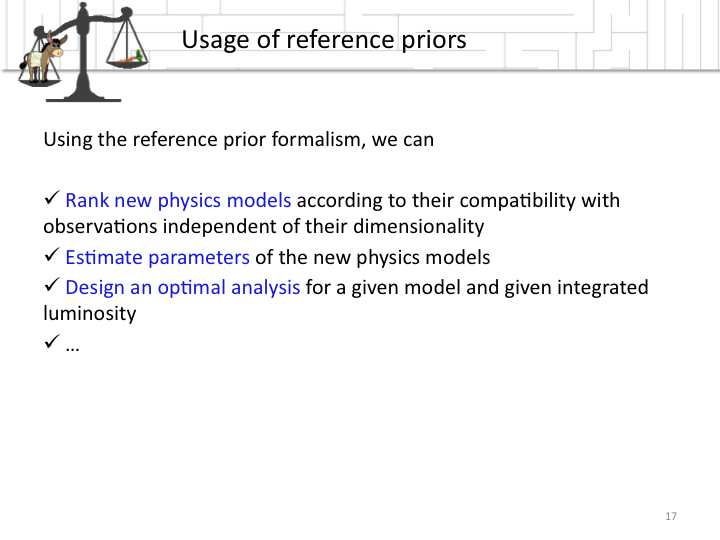 Usage of reference priors
Using the reference prior formalism, we can
✓ Rank new physics models according to their compatibility with
observations independent of their dimensionality
✓ Estimate parameters of the new physics models
✓ Design an optimal analysis for a given model and given integrated
luminosity
✓ …
17